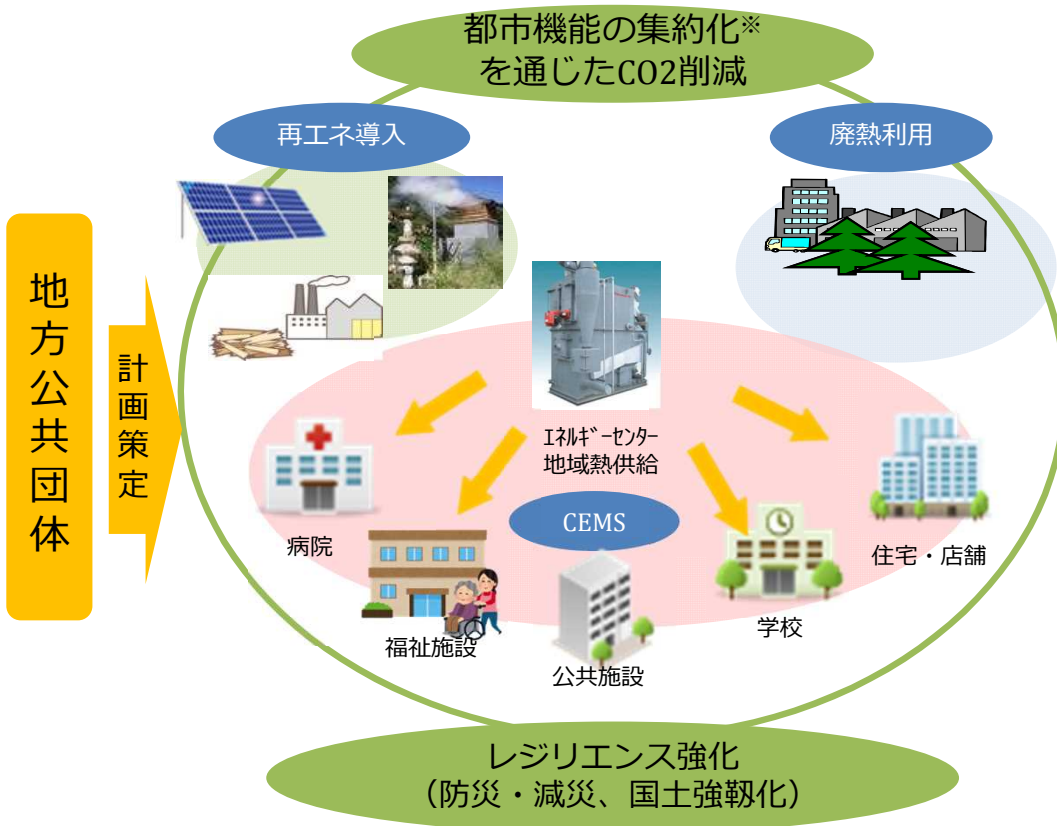 都市機能の集約化※
を通じたCO2削減
再エネ導入
廃熱利用
地方公共団体
計画策定
ｴﾈﾙｷﾞｰセンター
地域熱供給
CEMS
病院
住宅・店舗
福祉施設
学校
公共施設
レジリエンス強化
（防災・減災、国土強靱化）